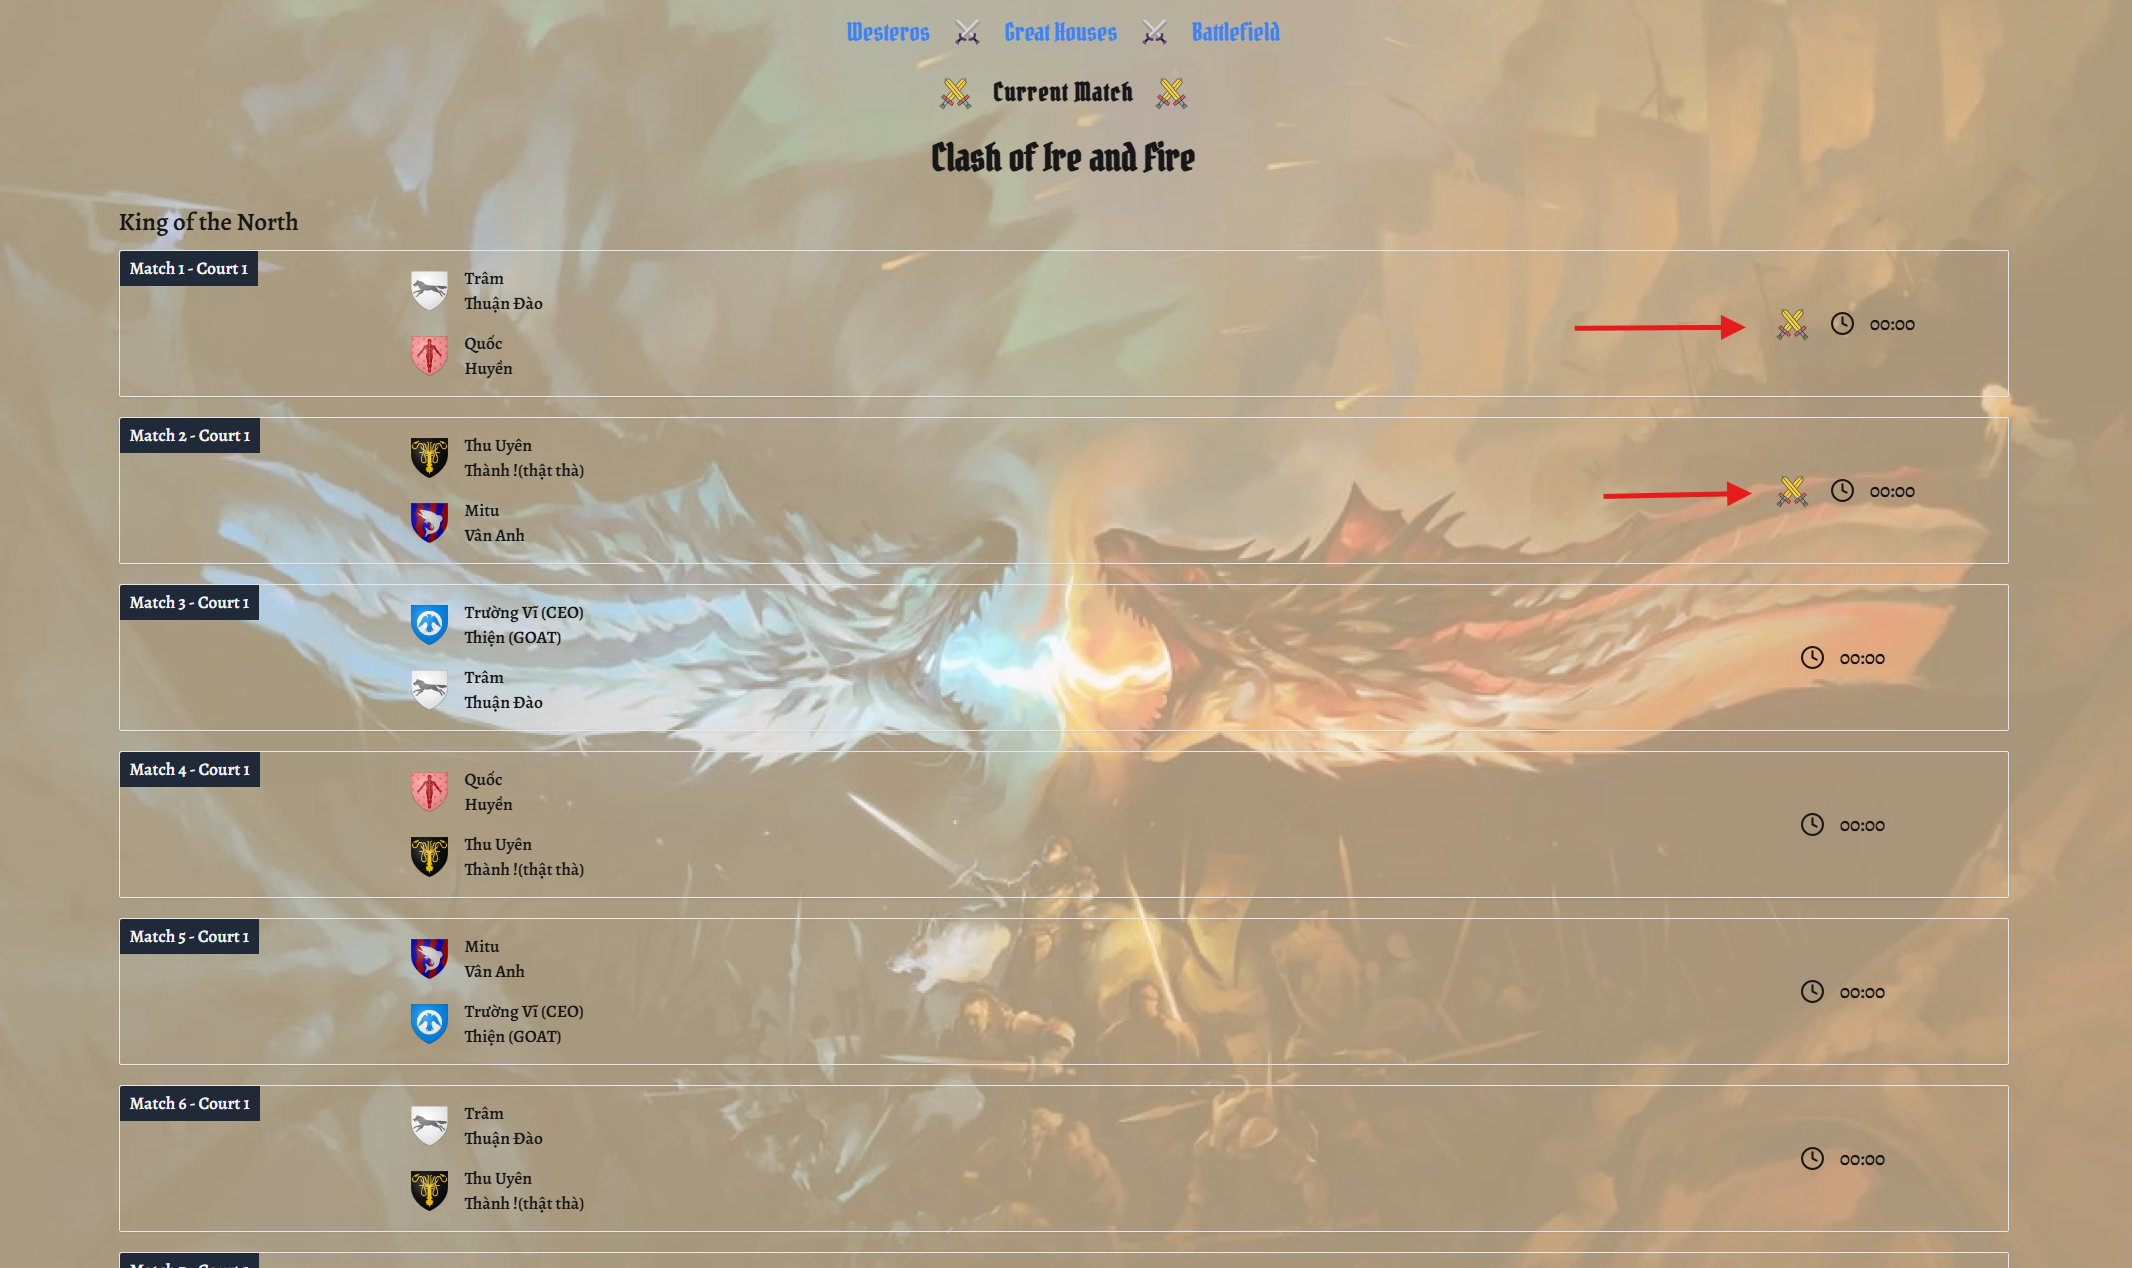 Westeros Great Houses Battlefield
Current Match
Clash of Ire and Fire
King of the North
Match 1 - Court 1
Trâm
Thuận Đào
Quốc
Huyền
00:00
Match 2 - Court 1
Thu Uyên
Thành !(thật thà)
Mitu
Vân Anh
00:00
Match 3 - Court 1
Trường Vĩ (CEO)
Thiện (GOAT)
Trâm
Thuận Đào
00:00
Match 4 - Court 1
Quốc
Huyền
Thu Uyên
Thành !(thật thà)
00:00
Match 5 - Court 1
Mitu
Vân Anh
Trường Vĩ (CEO)
Thiện (GOAT)
00:00
Match 6 - Court 1
Trâm
Thuận Đào
Thu Uyên
Thành !(thật thà)
00:00